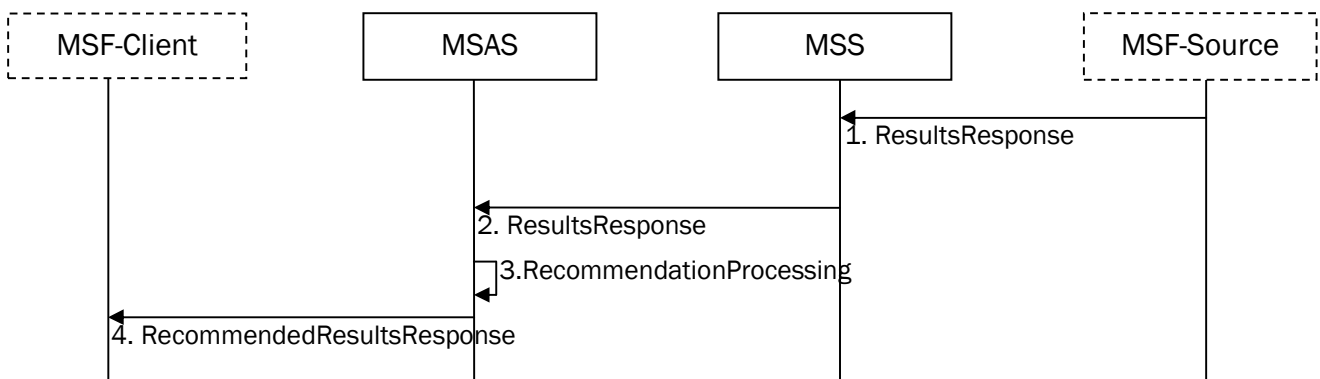 MSF-Client
MSAS
MSS
MSF-Source
1. ResultsResponse
2. ResultsResponse
3.RecommendationProcessing
4. RecommendedResultsResponse